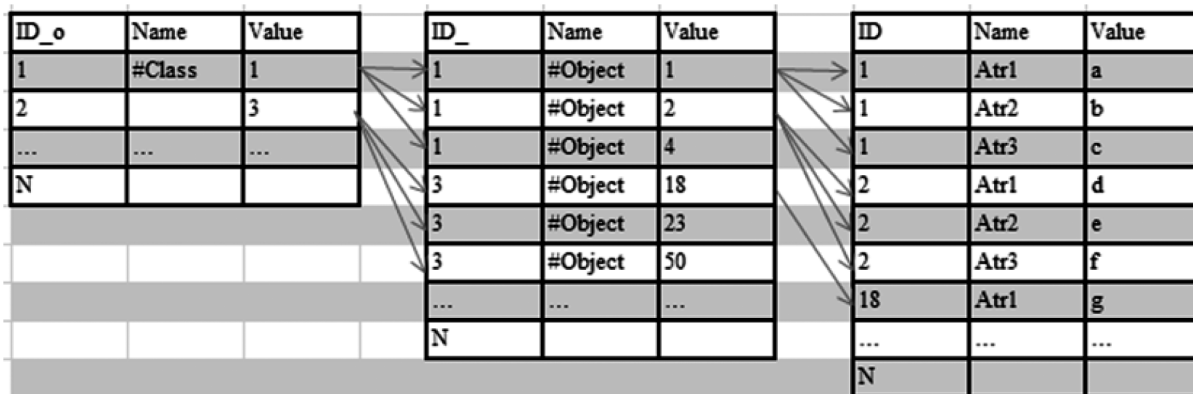 ID_o Name Value ID_ Name Value ID Name Value
1 #Class 1 1 #Object 1 1 Atr1 a
2 3 1 #Object 2 1 Atr2 b
... ... ... 1 #Object 4 1 Atr3 c
N 3 #Object 18 2 Atr1 d
3 #Object 23 2 Atr2 e
3 #Object 50 2 Atr3 f
... ... ... 18 Atr1 g
N ... ... ...
N